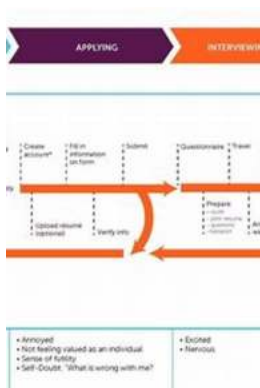 APPLYING
INTERVIEWIN
Create
account*
Fill in
information
on form
Submit
Questionnaire
Travel
Upload resume
(optional)
Verify info
Prepare:
• Annoyed
• Not feeling valued as an individual
• Sense of futility
• Self-Doubt: "What is wrong with me?"
• Excited
• Nervous